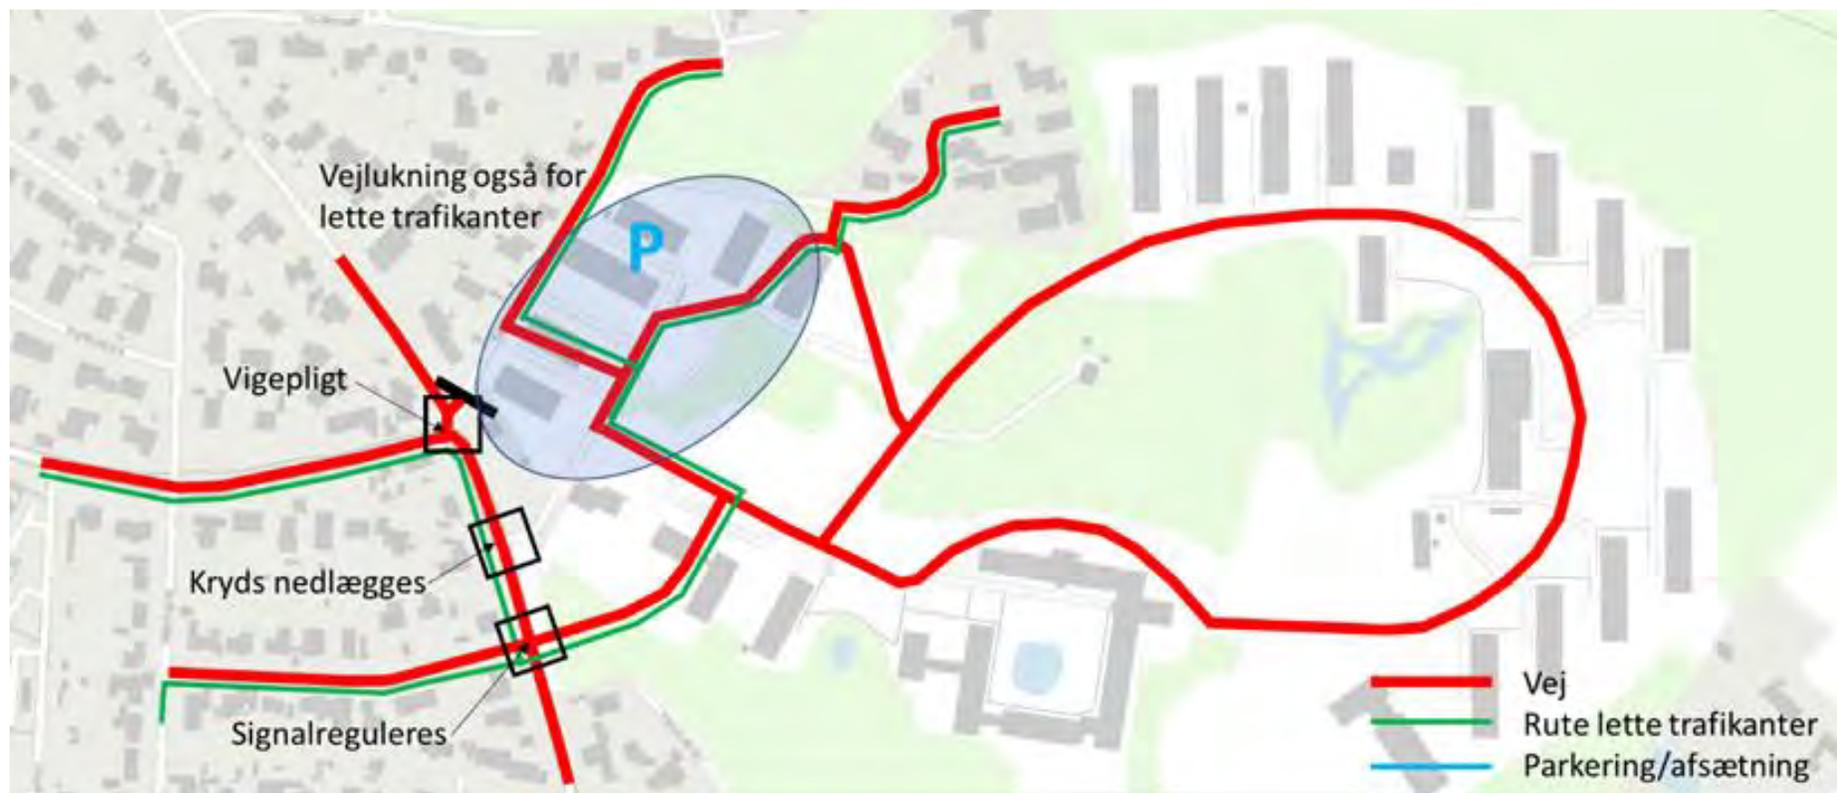 Vejlukning også for
lette trafikanter
P
Vigepligt
Kryds nedlægges
Signalreguleres
Vej
Rute lette trafikanter
Parkering/afsætning